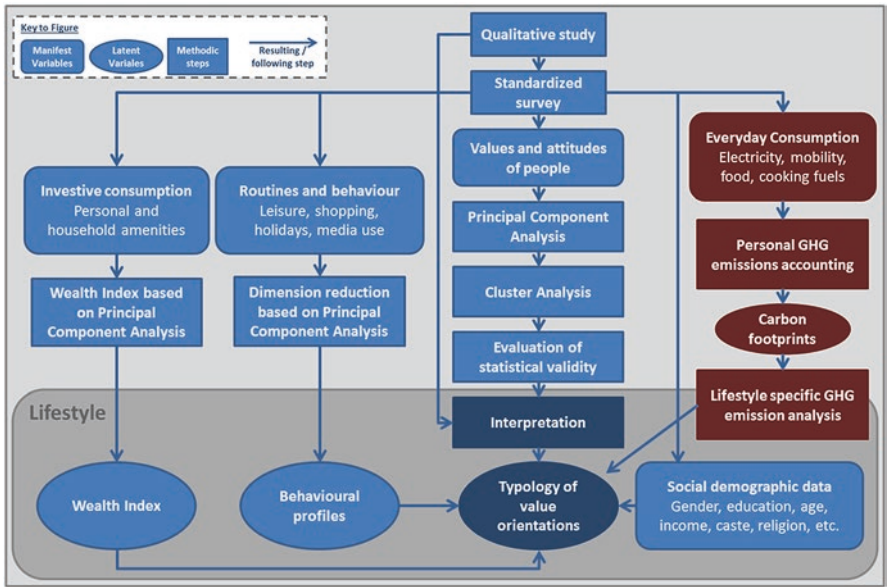 Key to Figure
Manifest
Variables
Latent
Variales
Methodic
steps
Resulting /
following step
Qualitative study
Standardized
survey
Values and attitudes
of people
Principal Component
Analysis
Cluster Analysis
Evaluation of
statistical validity
Interpretation
Investive consumption
Personal and
household amenities
Wealth Index based
on Principal
Component Analysis
Routines and behaviour
Leisure, shopping,
holidays, media use
Dimension reduction
based on Principal
Component Analysis
Everyday Consumption
Electricity, mobility,
food, cooking fuels
Personal GHG
emissions accounting
Carbon
footprints
Lifestyle specific GHG
emission analysis
Lifestyle
Wealth Index
Behavioural
profiles
Typology of
value
orientations
Social demographic data
Gender, education, age,
income, caste, religion, etc.